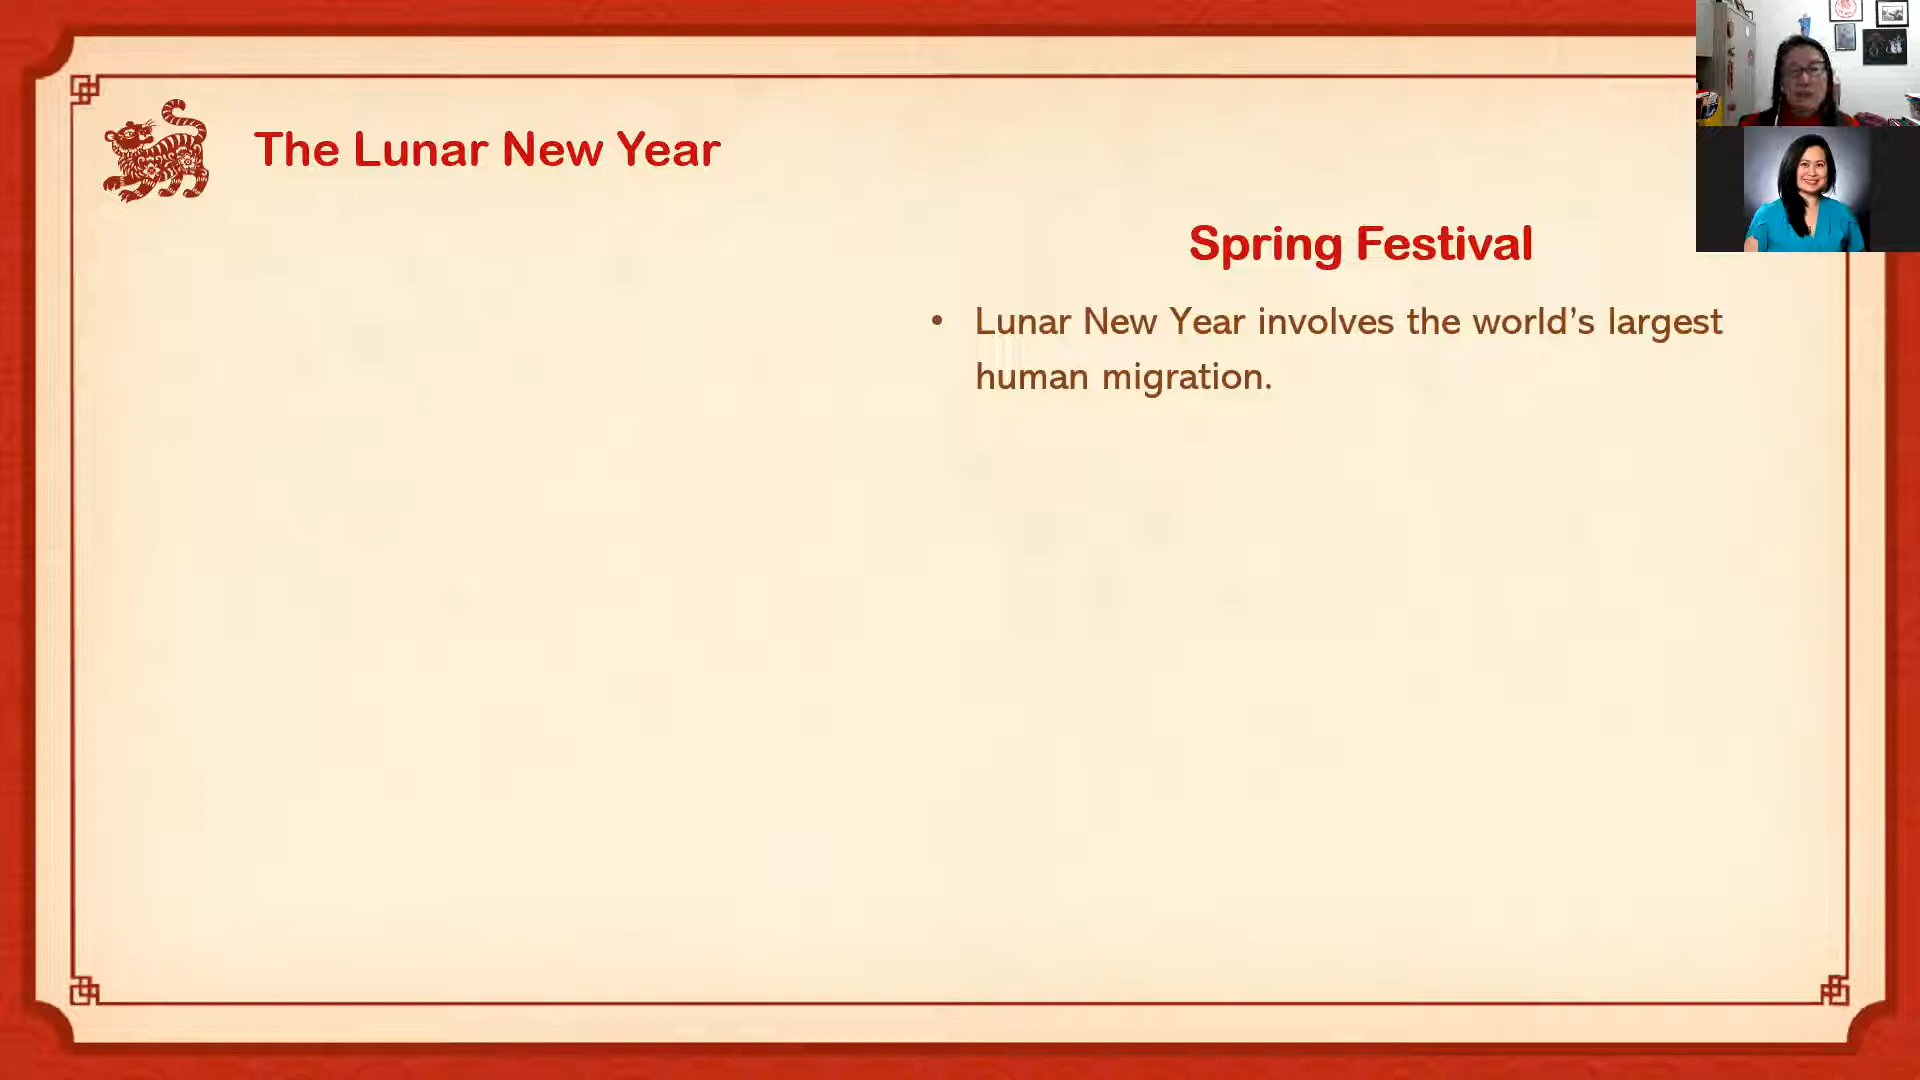 The Lunar New Year
Spring Festival
• Lunar New Year involves the world’s largest
human migration.